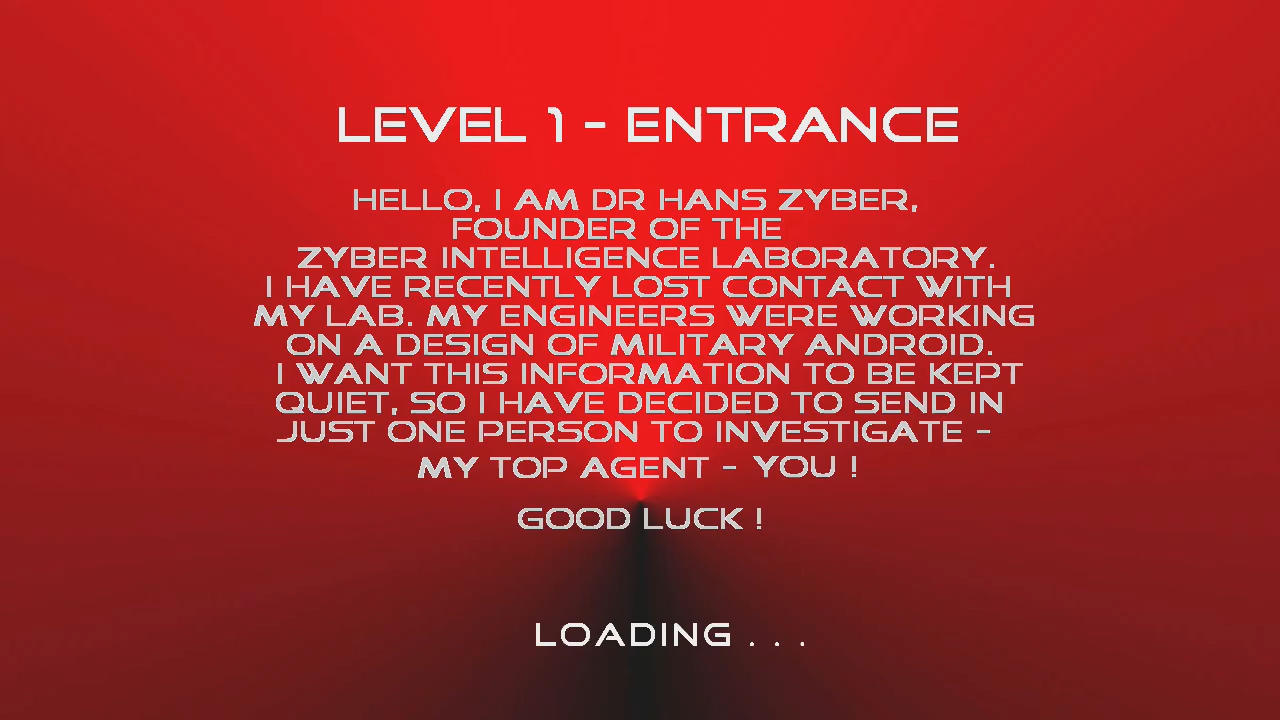 LEVEL 1 - ENTRANCE
HELLO, I AM DR HANS ZYBER,
FOUNDER OF THE
ZYBER INTELLIGENCE LABORATORY.
I HAVE RECENTLY LOST CONTACT WITH
MY LAB. MY ENGINEERS WERE WORKING
ON A DESIGN OF MILITARY ANDROID.
I WANT THIS INFORMATION TO BE KEPT
QUIET, SO I HAVE DECIDED TO SEND IN
JUST ONE PERSON TO INVESTIGATE -
MY TOP AGENT - YOU !
GOOD LUCK !
LOADING . . .